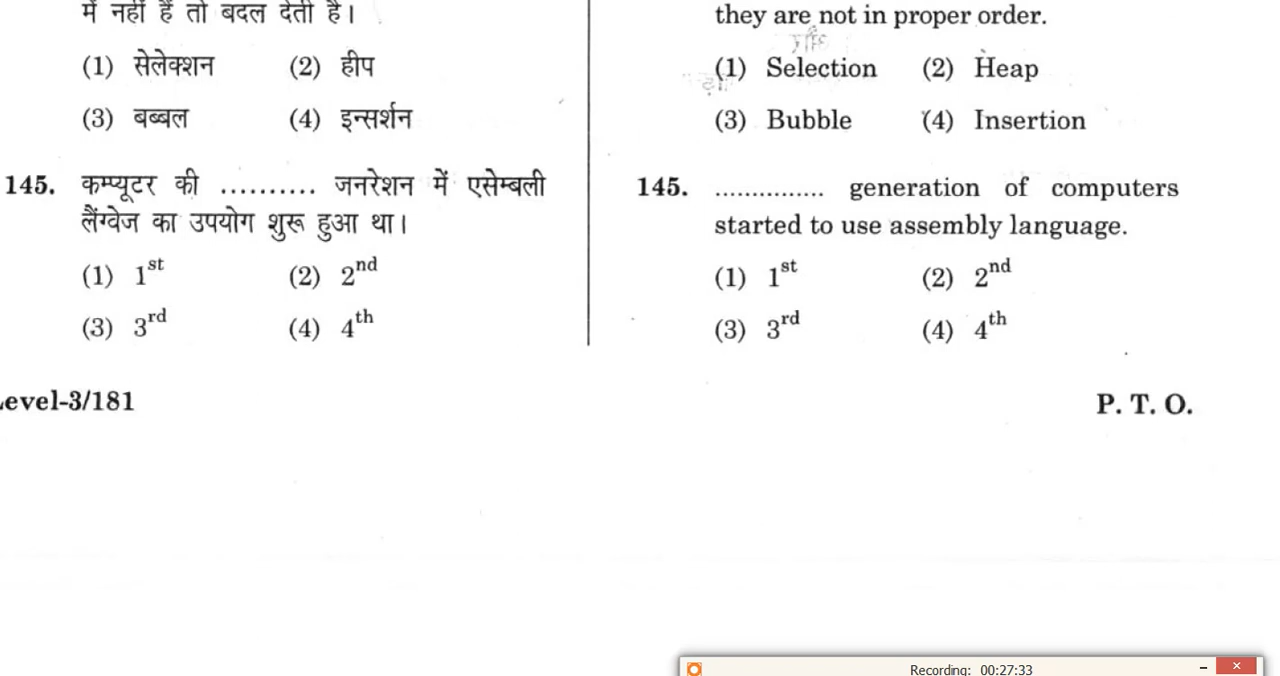 में नहीं हैं तो बदल देती है।
(1) सेलेक्शन (2) हीप
(3) बब्बल (4) इन्सर्शन
145. कम्प्यूटर की .......... जनरेशन में एसेम्बली
लैंग्वेज का उपयोग शुरू हुआ था।
(1) 1st (2) 2nd
(3) 3rd (4) 4th
they are not in proper order.
(1) Selection (2) Heap
(3) Bubble (4) Insertion
145. ............... generation of computers
started to use assembly language.
(1) 1st (2) 2nd
(3) 3rd (4) 4th
evel-3/181
P. T. O.
Recording: 00:27:33